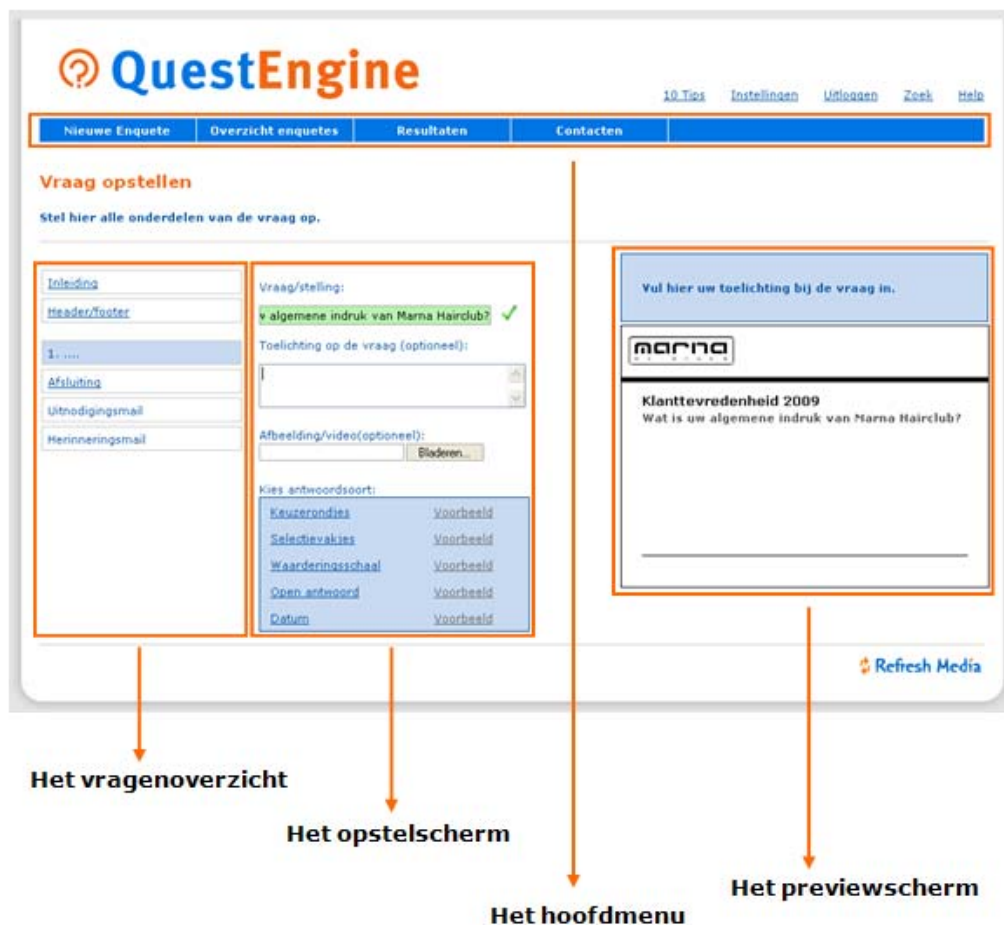 QuestEngine
10 Tips Instellingen Uitloggen Zoek Help
Nieuwe Enquete Overzicht enquetes Resultaten Contacten
Vraag opstellen
Stel hier alle onderdelen van de vraag op.
Inleiding
Header/footer
1. ....
Afsluiting
Uitnodigingsmail
Herinneringsmail
Vraag/stelling:
v algemene indruk van Marna Hairclub?
Toelichting op de vraag (optioneel):
Afbeelding/video(optioneel):
Bladeren...
Kies antwoordsoort:
Keuzerondjes Voorbeeld
Selectievakjes Voorbeeld
Waarderingsschaal Voorbeeld
Open antwoord Voorbeeld
Datum Voorbeeld
Vul hier uw toelichting bij de vraag in.
marna
Klanttevredenheid 2009
Wat is uw algemene indruk van Marna Hairclub?
Refresh Media
Het vragenoverzicht
Het opstelscherm
Het previewscherm
Het hoofdmenu